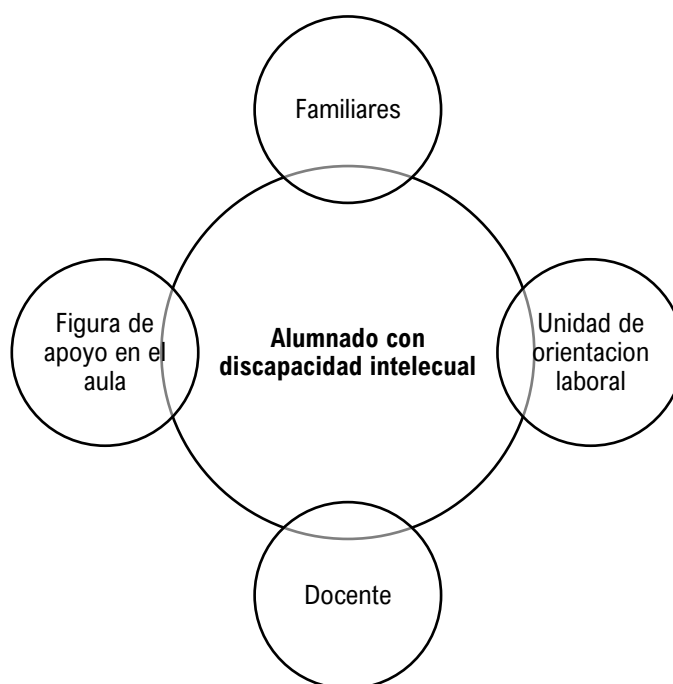 Familiares
Figura de
apoyo en el
aula
Alumnado con
discapacidad intelecual
Unidad de
orientacion
laboral
Docente